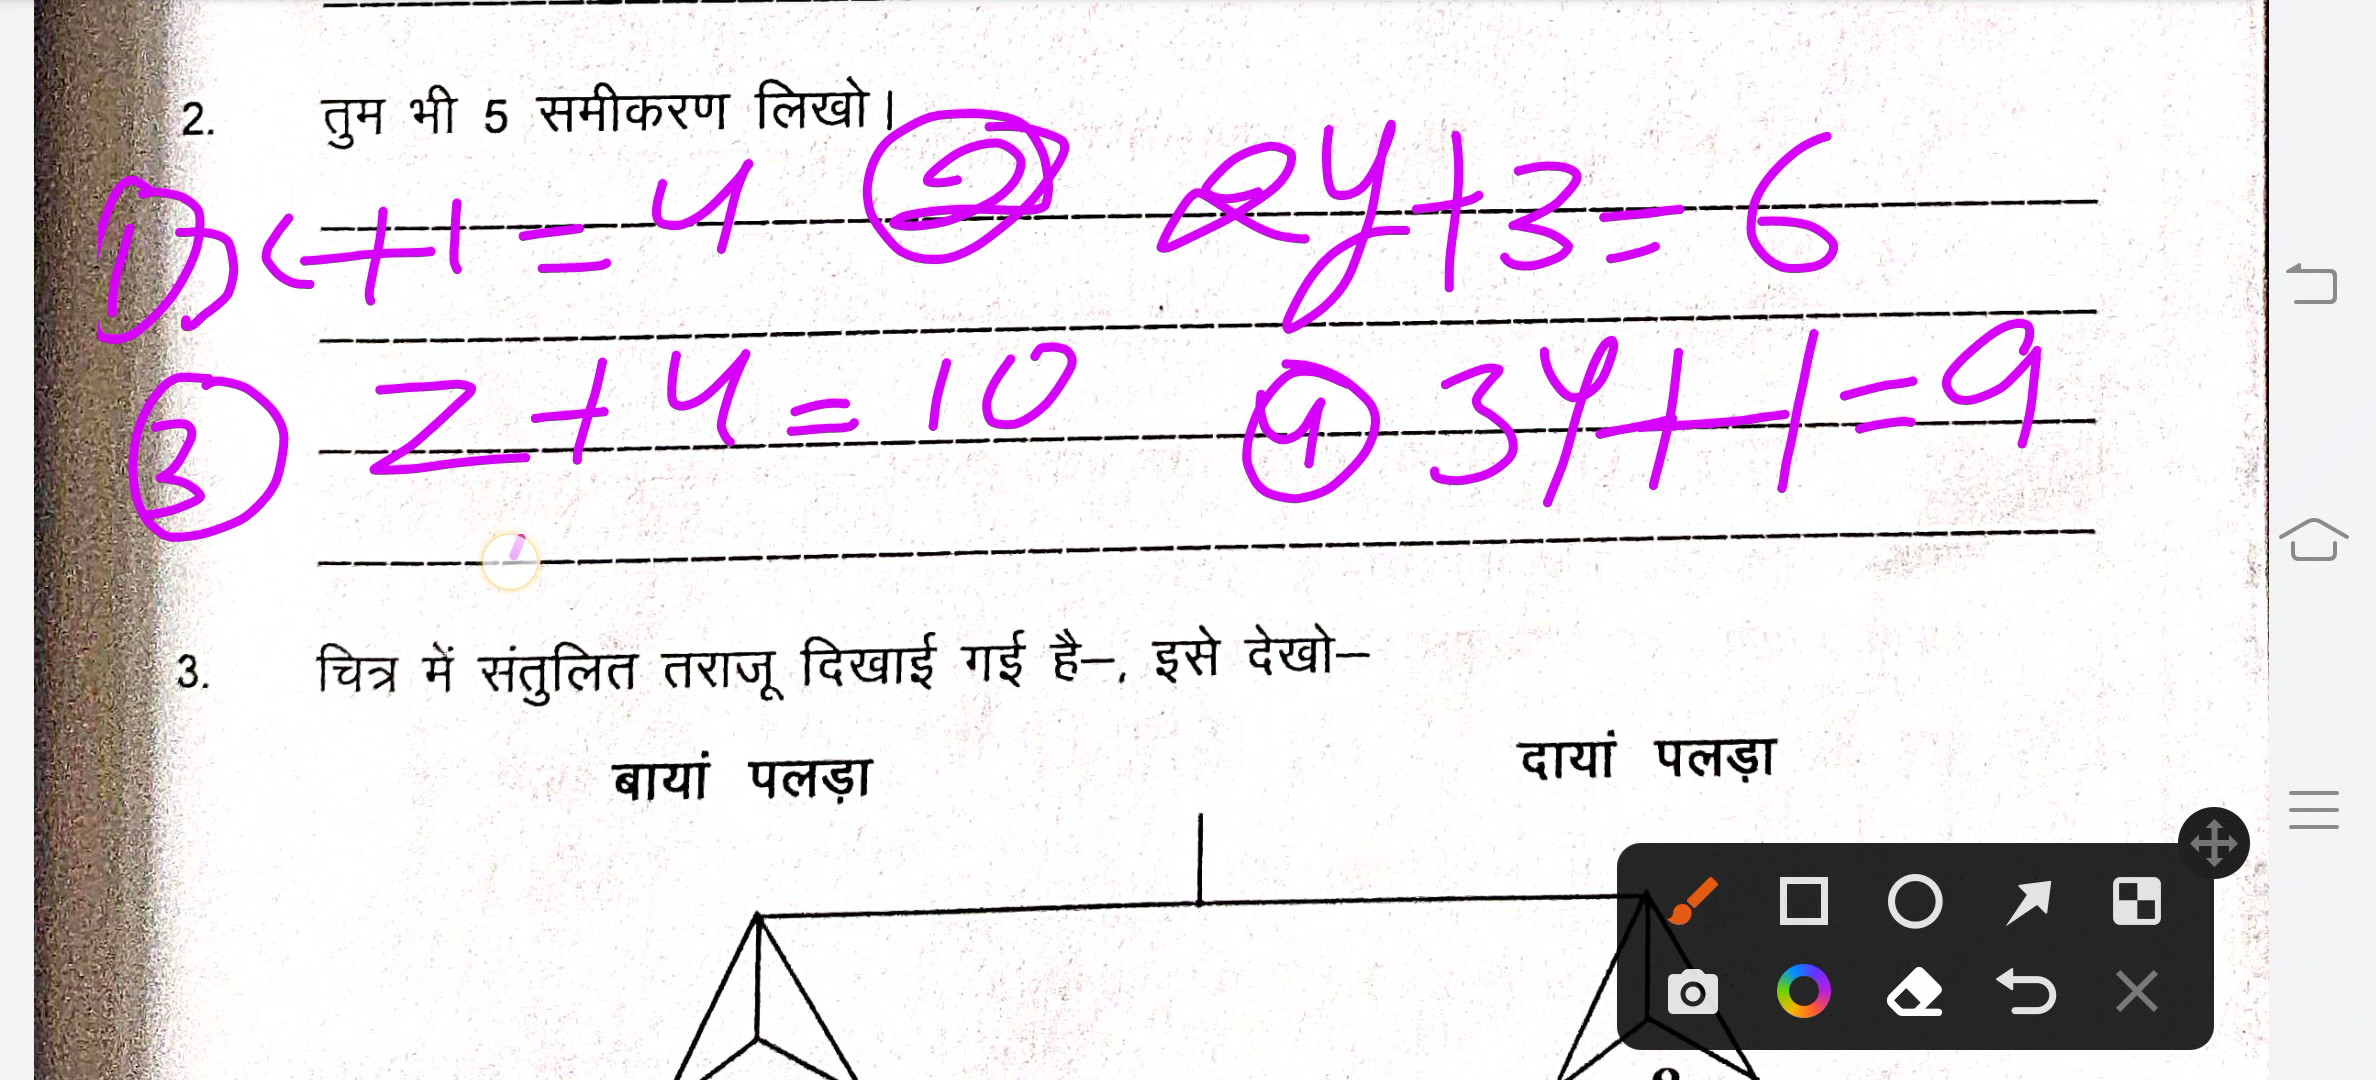 2. तुम भी 5 समीकरण लिखो।
① x+1=4 ② 2y+3=6
③ z+4=10 ④ 3y+1=9
3. चित्र में संतुलित तराजू दिखाई गई है–, इसे देखो–
बायां पलड़ा दायां पलड़ा